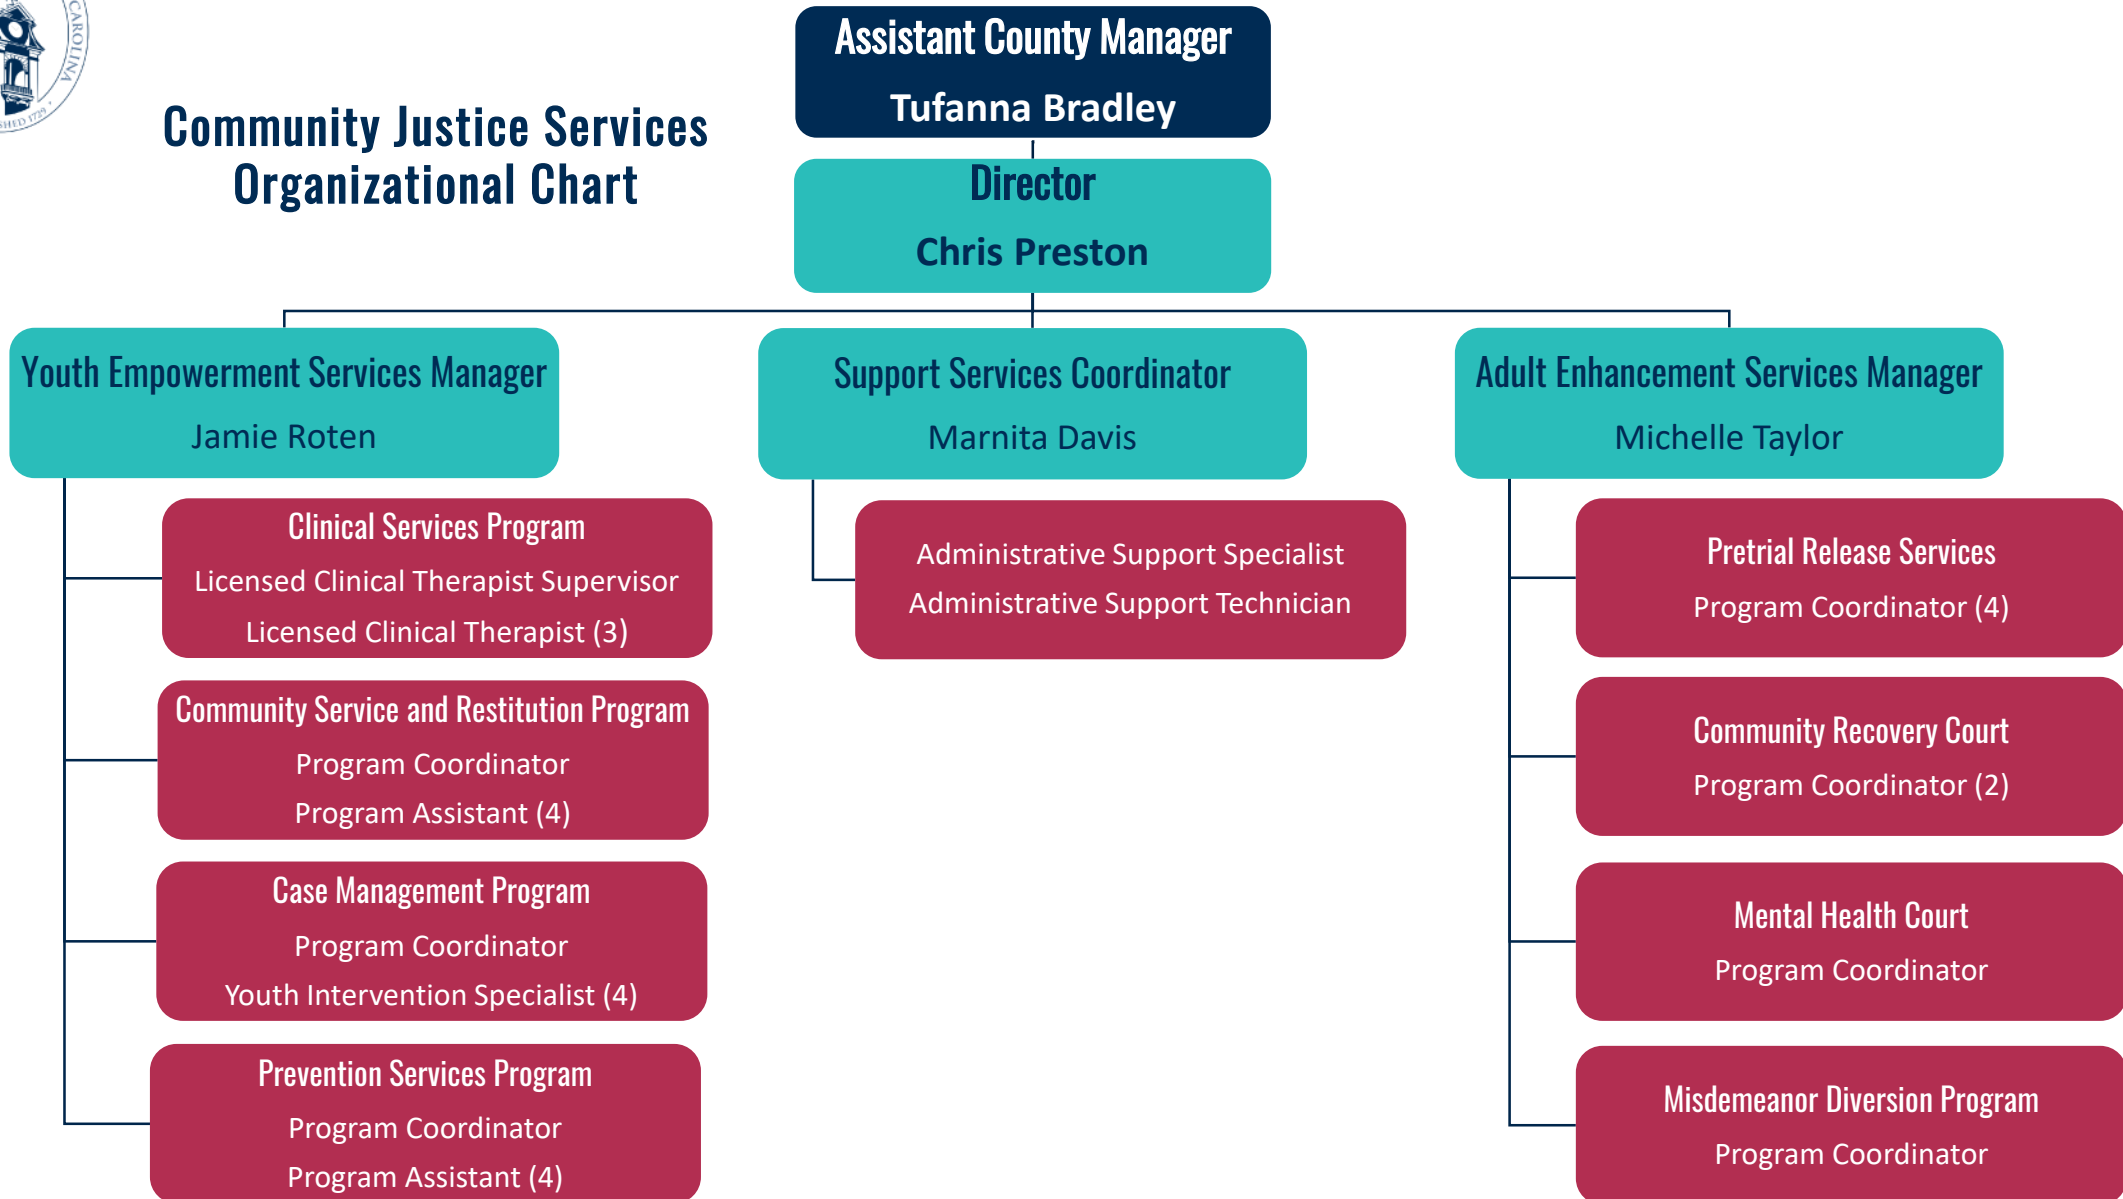 CAROLINA
1729
Community Justice Services
Organizational Chart
Assistant County Manager
Tufanna Bradley
Director
Chris Preston
Youth Empowerment Services Manager
Jamie Roten
Clinical Services Program
Licensed Clinical Therapist Supervisor
Licensed Clinical Therapist (3)
Community Service and Restitution Program
Program Coordinator
Program Assistant (4)
Case Management Program
Program Coordinator
Youth Intervention Specialist (4)
Prevention Services Program
Program Coordinator
Program Assistant (4)
Support Services Coordinator
Marnita Davis
Administrative Support Specialist
Administrative Support Technician
Adult Enhancement Services Manager
Michelle Taylor
Pretrial Release Services
Program Coordinator (4)
Community Recovery Court
Program Coordinator (2)
Mental Health Court
Program Coordinator
Misdemeanor Diversion Program
Program Coordinator